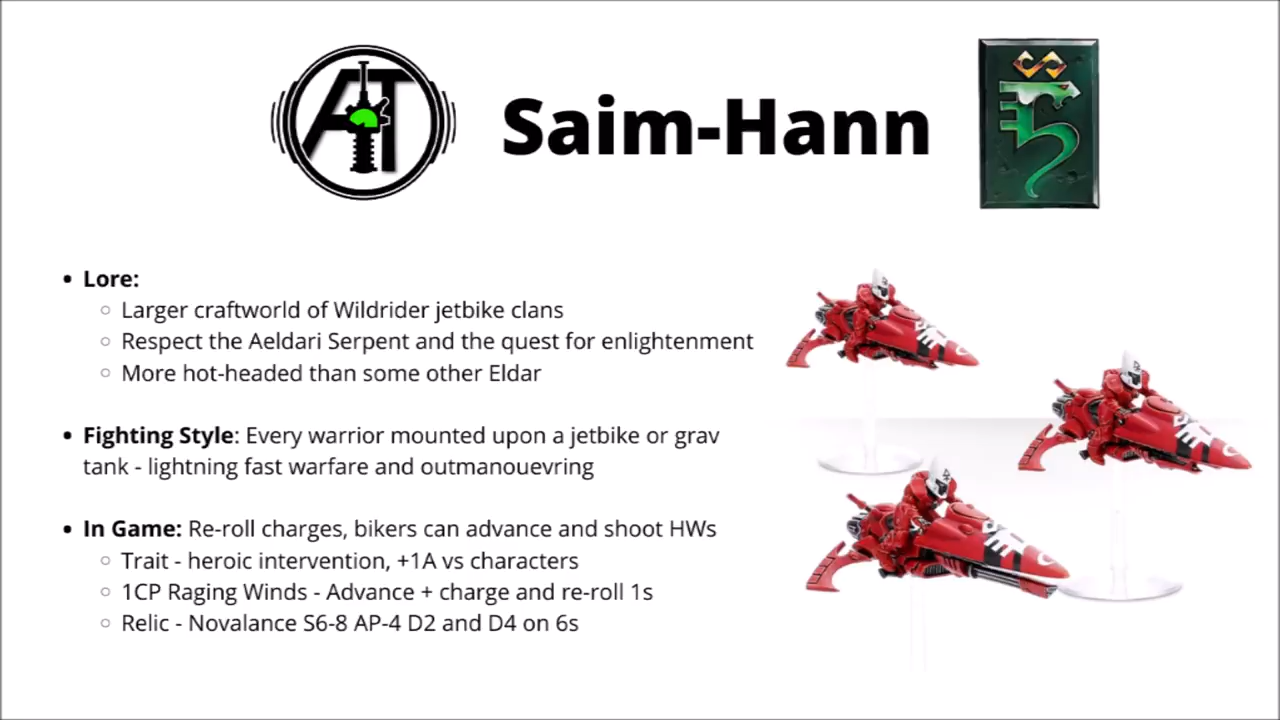 AT
Saim-Hann
• Lore:
○ Larger craftworld of Wildrider jetbike clans
○ Respect the Aeldari Serpent and the quest for enlightenment
○ More hot-headed than some other Eldar
• Fighting Style: Every warrior mounted upon a jetbike or grav
tank - lightning fast warfare and outmanouevring
• In Game: Re-roll charges, bikers can advance and shoot HWs
○ Trait - heroic intervention, +1A vs characters
○ 1CP Raging Winds - Advance + charge and re-roll 1s
○ Relic - Novalance S6-8 AP-4 D2 and D4 on 6s